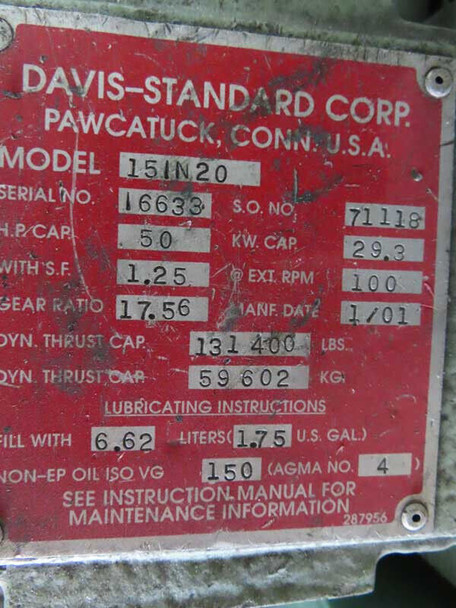 DAVIS-STANDARD CORP.
PAWCATUCK, CONN. U.S.A.
MODEL 15IN20
SERIAL NO. 16633 S.O. NO. 71118
H.P. CAP. 50 KW. CAP. 29.3
WITH S.F. 1.25 @ EXT. RPM 100
GEAR RATIO 17.56 MANF. DATE 1/01
DYN. THRUST CAP. 131400 LBS.
DYN. THRUST CAP. 59602 KG.
LUBRICATING INSTRUCTIONS
FILL WITH 6.62 LITERS (1.75 U.S. GAL.)
NON-EP OIL ISO VG 150 (AGMA NO. 4)
SEE INSTRUCTION MANUAL FOR
MAINTENANCE INFORMATION
287956